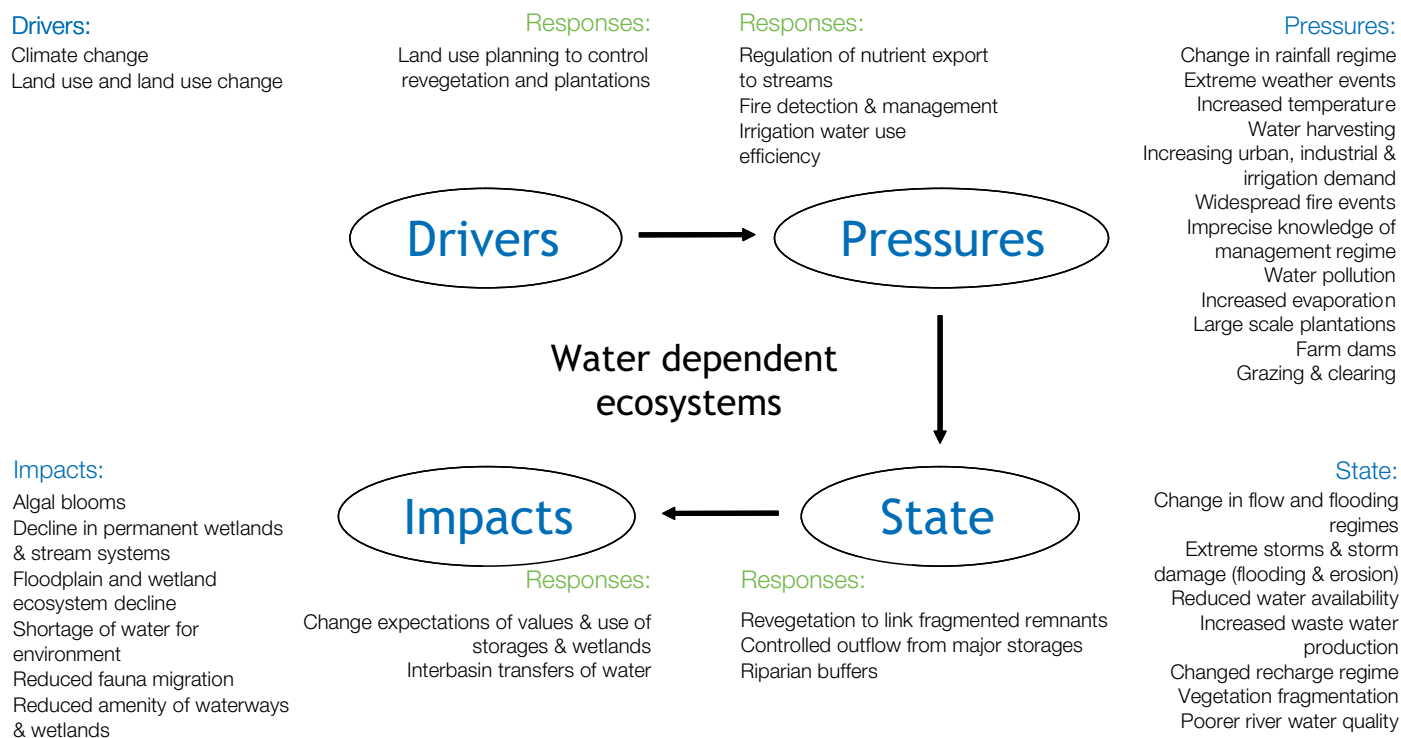 Drivers:
Climate change
Land use and land use change
Responses:
Land use planning to control
revegetation and plantations
Responses:
Regulation of nutrient export
to streams
Fire detection & management
Irrigation water use
efficiency
Pressures:
Change in rainfall regime
Extreme weather events
Increased temperature
Water harvesting
Increasing urban, industrial &
irrigation demand
Widespread fire events
Imprecise knowledge of
management regime
Water pollution
Increased evaporation
Large scale plantations
Farm dams
Grazing & clearing
Drivers
Pressures
Water dependent
ecosystems
Impacts
State
Impacts:
Algal blooms
Decline in permanent wetlands
& stream systems
Floodplain and wetland
ecosystem decline
Shortage of water for
environment
Reduced fauna migration
Reduced amenity of waterways
& wetlands
Responses:
Change expectations of values & use of
storages & wetlands
Interbasin transfers of water
Responses:
Revegetation to link fragmented remnants
Controlled outflow from major storages
Riparian buffers
State:
Change in flow and flooding
regimes
Extreme storms & storm
damage (flooding & erosion)
Reduced water availability
Increased waste water
production
Changed recharge regime
Vegetation fragmentation
Poorer river water quality